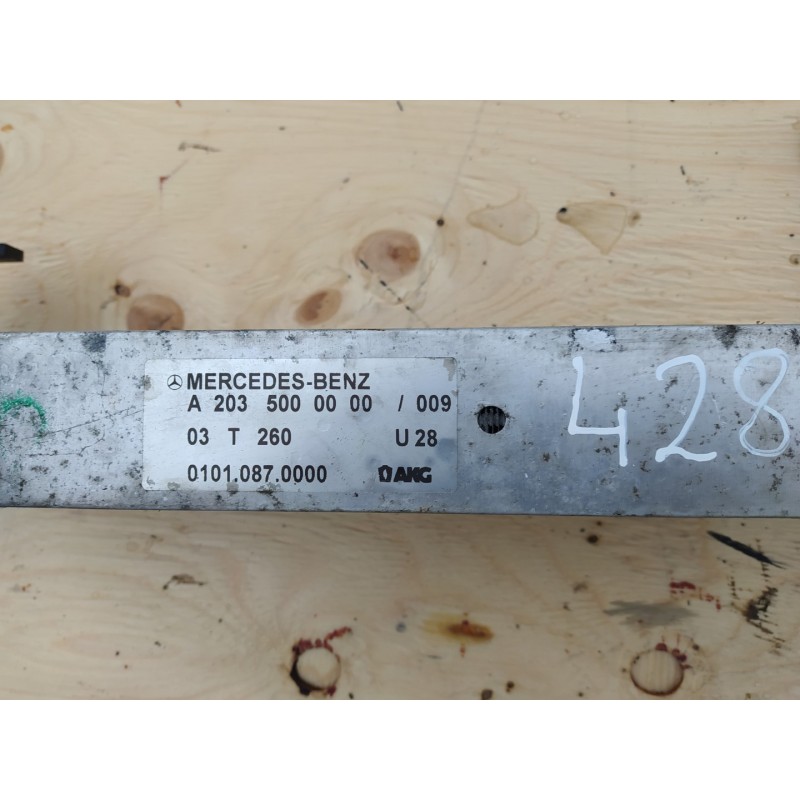 MERCEDES-BENZ
A 203 500 00 00 / 009
03 T 260 U 28
0101.087.0000 AKG
428